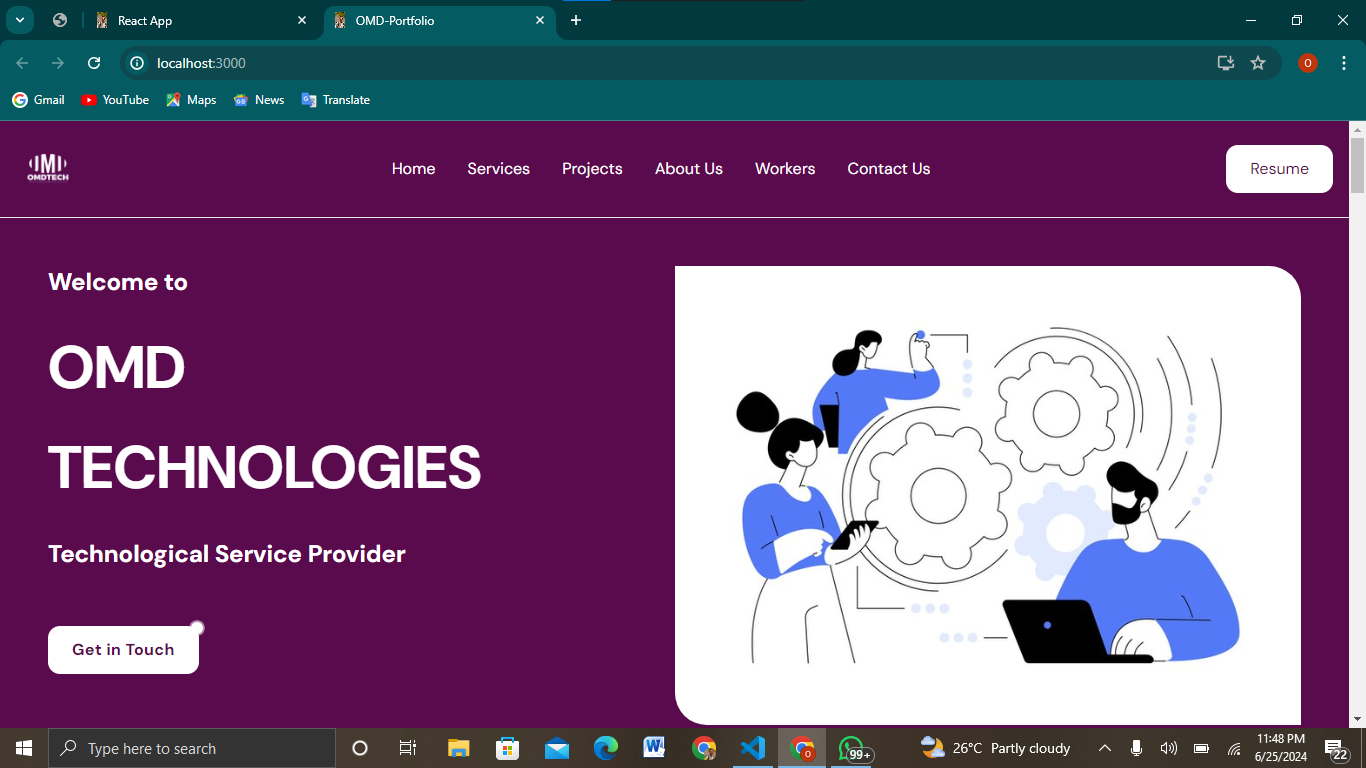 React App
OMD-Portfolio
localhost:3000
O
Gmail
YouTube
Maps
News
Translate
IMI
OMDTECH
Home
Services
Projects
About Us
Workers
Contact Us
Resume
Welcome to
OMD
TECHNOLOGIES
Technological Service Provider
Get in Touch
Type here to search
W
O
99+
26°C Partly cloudy
11:48 PM
6/25/2024
22